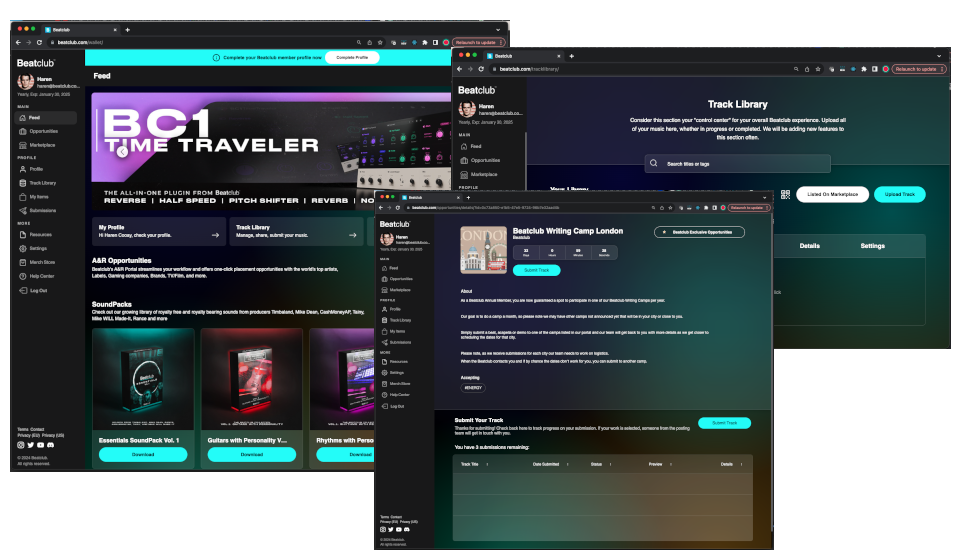 Beatclub
beatclub.com/wallet/
Relaunch to update
Beatclub
Haren
haren@beatclub.co...
Yearly, Exp: January 30, 2025
MAIN
Feed
Opportunities
Marketplace
PROFILE
Profile
Track Library
My Items
Submissions
MORE
Resources
Settings
Merch Store
Help Center
Log Out
Terms Contact
Privacy (EU) Privacy (US)
© 2024 Beatclub.
All rights reserved.
Complete your Beatclub member profile now
Complete Profile
Feed
BC1
TIME TRAVELER
THE ALL-IN-ONE PLUGIN FROM Beatclub
REVERSE | HALF SPEED | PITCH SHIFTER | REVERB | NO
My Profile
Hi Haren Cooay, check your profile.
Track Library
Manage, share, submit your music.
A&R Opportunities
Beatclub's A&R Portal streamlines your workflow and offers one-click placement opportunities with the world's top artists,
Labels, Gaming companies, Brands, TV/Film, and more.
SoundPacks
Check out our growing library of royalty free and royalty bearing sounds from producers Timbaland, Mike Dean, CashMoneyAP, Tainy,
Mike WiLL Made-It, Rance and more
Essentials SoundPack Vol. 1
Download
Guitars with Personality V...
Download
Rhythms with Person
Download
Beatclub
beatclub.com/tracklibrary/
Relaunch to update
Beatclub
Haren
haren@beatclub.co...
Yearly, Exp: January 30, 2025
MAIN
Feed
Opportunities
Marketplace
PROFILE
Track Library
Consider this section your "control center" for your overall Beatclub experience. Upload all
of your music here, whether in progress or completed. We will be adding new features to
this section often.
Search titles or tags
Your Library
Listed On Marketplace
Upload Track
Details
Settings
Beatclub
Relaunch to update
Beatclub
Haren
haren@beatclub.co...
Yearly, Exp: January 30, 2025
MAIN
Feed
Opportunities
Marketplace
PROFILE
Profile
Track Library
My Items
Submissions
MORE
Resources
Settings
Merch Store
Help Center
Log Out
Terms Contact
Privacy (EU) Privacy (US)
© 2024 Beatclub.
All rights reserved.
LONDON
Beatclub Writing Camp London
Beatclub
Beatclub Exclusive Opportunities
Days
Hours
Minutes
Seconds
Submit Track
About
As a Beatclub Annual Member, you are now guaranteed a spot to participate in one of our Beatclub Writing Camps per year.
Our goal is to do a camp a month, so please note we may have other camps not announced yet that will be in your city or close to you.
Simply submit a beat, acapella or demo to one of the camps listed in our portal and our team will get back to you with more details as we get closer to
scheduling the dates for that city.
Please note, as we receive submissions for each city our team needs to work on logistics.
When the Beatclub contacts you and if by chance the dates don't work for you, you can submit to another camp.
Accepting
#ENERGY
Submit Your Track
Thanks for submitting! Check back here to track progress on your submission, if your work is selected, someone from the posting
team will get in touch with you.
Submit Track
You have 3 submissions remaining:
Track Title
Date Submitted
Status
Preview
Details